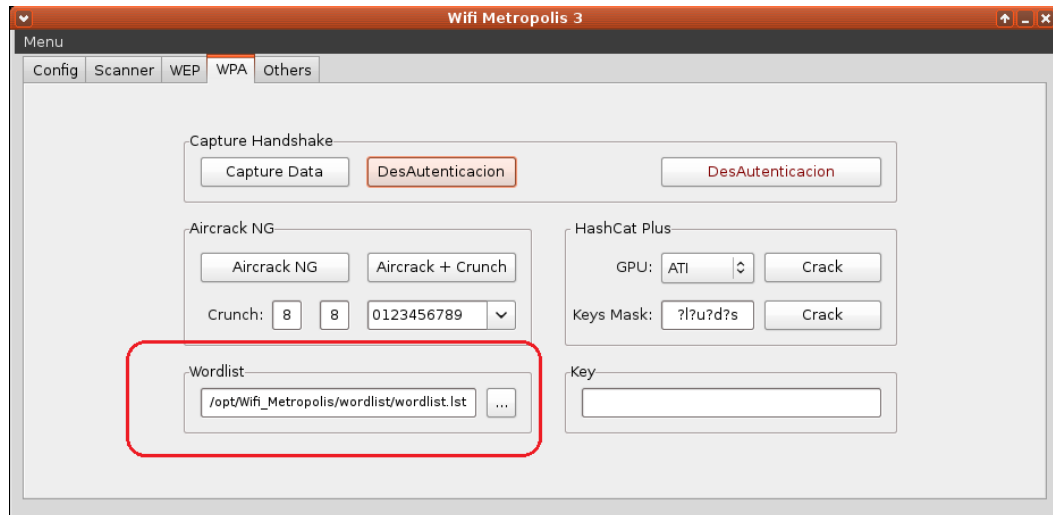 Wifi Metropolis 3
Menu
Config Scanner WEP WPA Others
Capture Handshake
Capture Data DesAutenticacion DesAutenticacion
Aircrack NG
Aircrack NG Aircrack + Crunch
Crunch: 8 8 0123456789
HashCat Plus
GPU: ATI Crack
Keys Mask: ?l?u?d?s Crack
Wordlist
/opt/Wifi_Metropolis/wordlist/wordlist.lst ...
Key